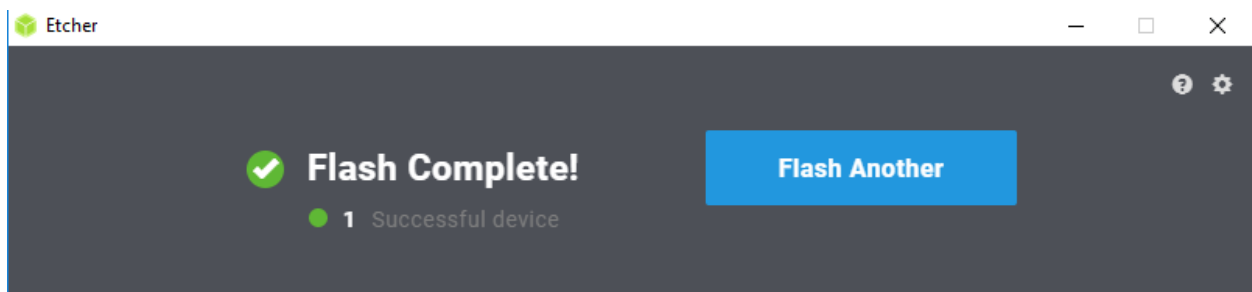 Etcher
Flash Complete!
Flash Another
1 Successful device